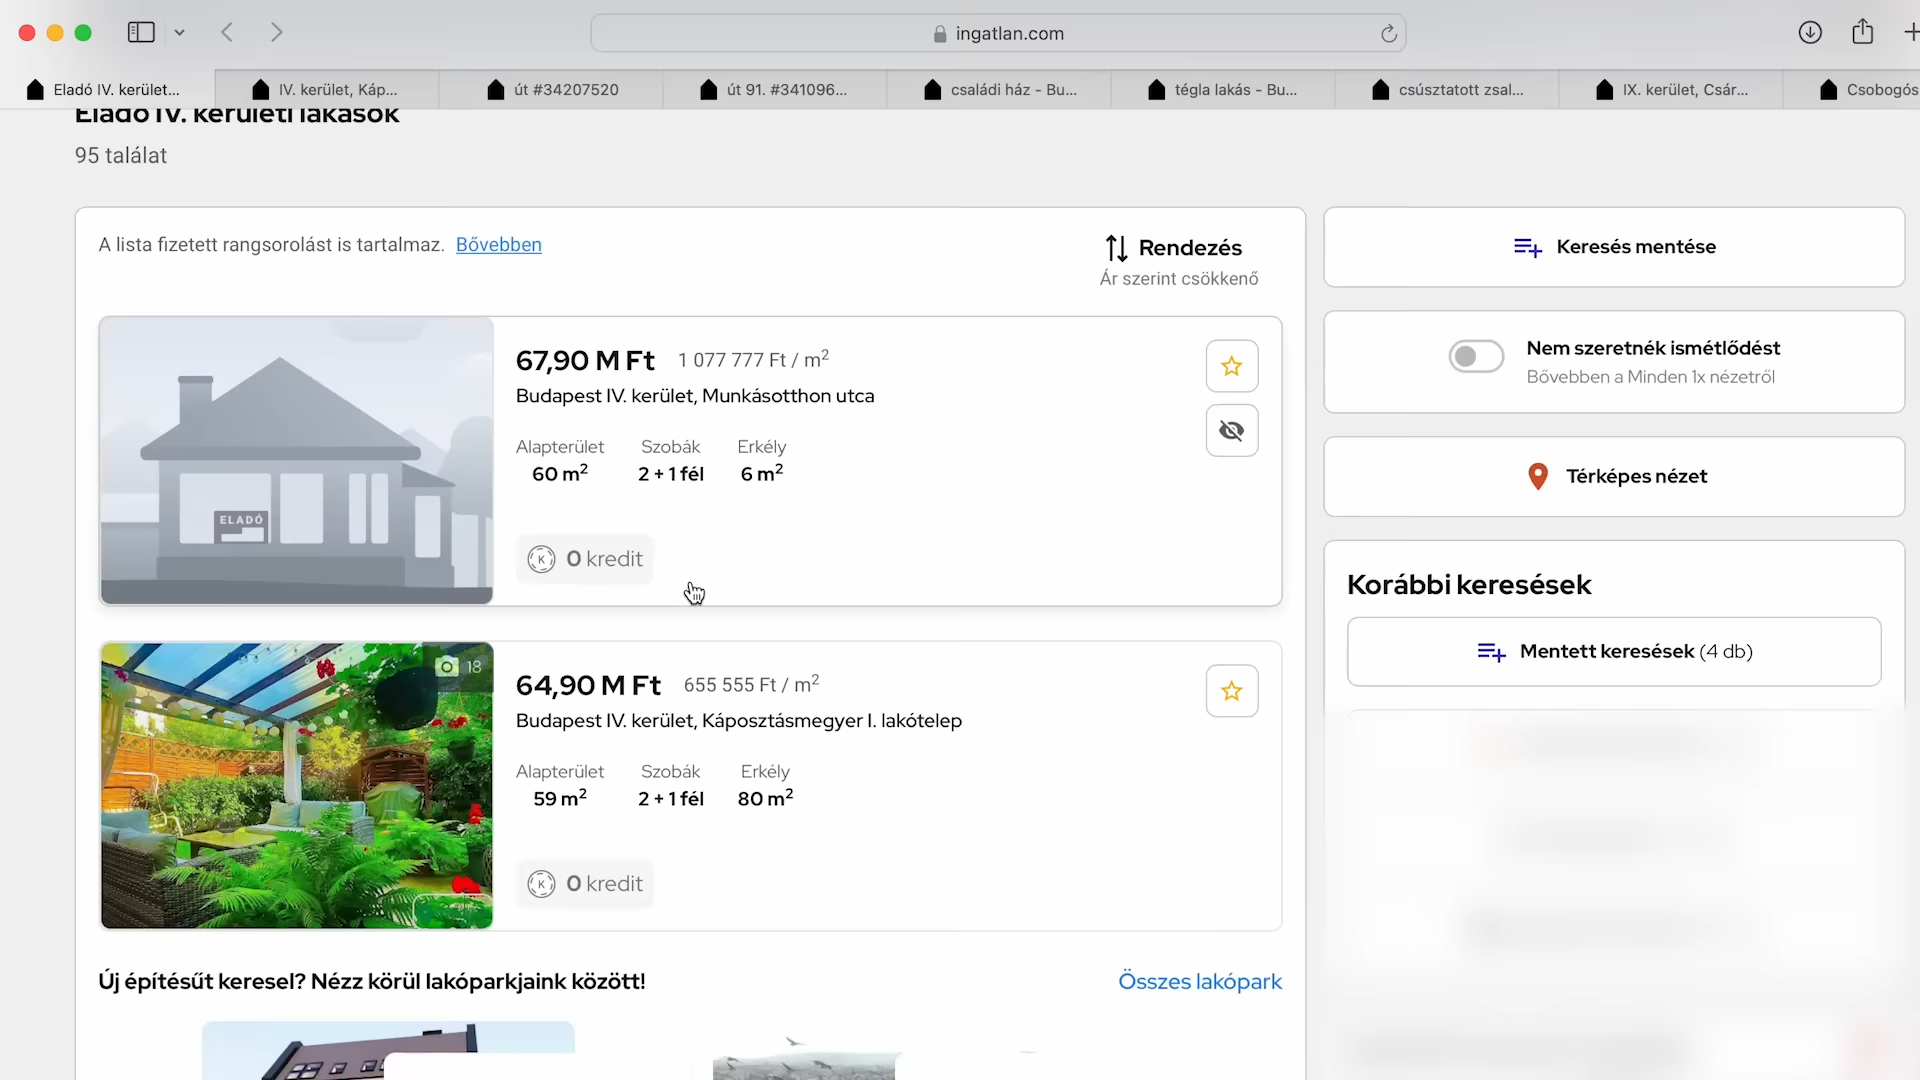 ingatlan.com
Eladó IV. kerület...
IV. kerület, Káp...
út #34207520
út 91. #341096...
családi ház - Bu...
tégla lakás - Bu...
csúsztatott zsal...
IX. kerület, Csár...
Csobogós
Eladó IV. kerületi lakások
95 találat
A lista fizetett rangsorolást is tartalmaz. Bővebben
Rendezés
Ár szerint csökkenő
ELADÓ
67,90 M Ft 1 077 777 Ft / m²
Budapest IV. kerület, Munkásotthon utca
Alapterület Szobák Erkély
60 m² 2 + 1 fél 6 m²
K 0 kredit
18
64,90 M Ft 655 555 Ft / m²
Budapest IV. kerület, Káposztásmegyer I. lakótelep
Alapterület Szobák Erkély
59 m² 2 + 1 fél 80 m²
K 0 kredit
Új építésűt keresel? Nézz körül lakóparkjaink között!
Összes lakópark
Keresés mentése
Nem szeretnék ismétlődést
Bővebben a Minden 1x nézetről
Térképes nézet
Korábbi keresések
Mentett keresések (4 db)